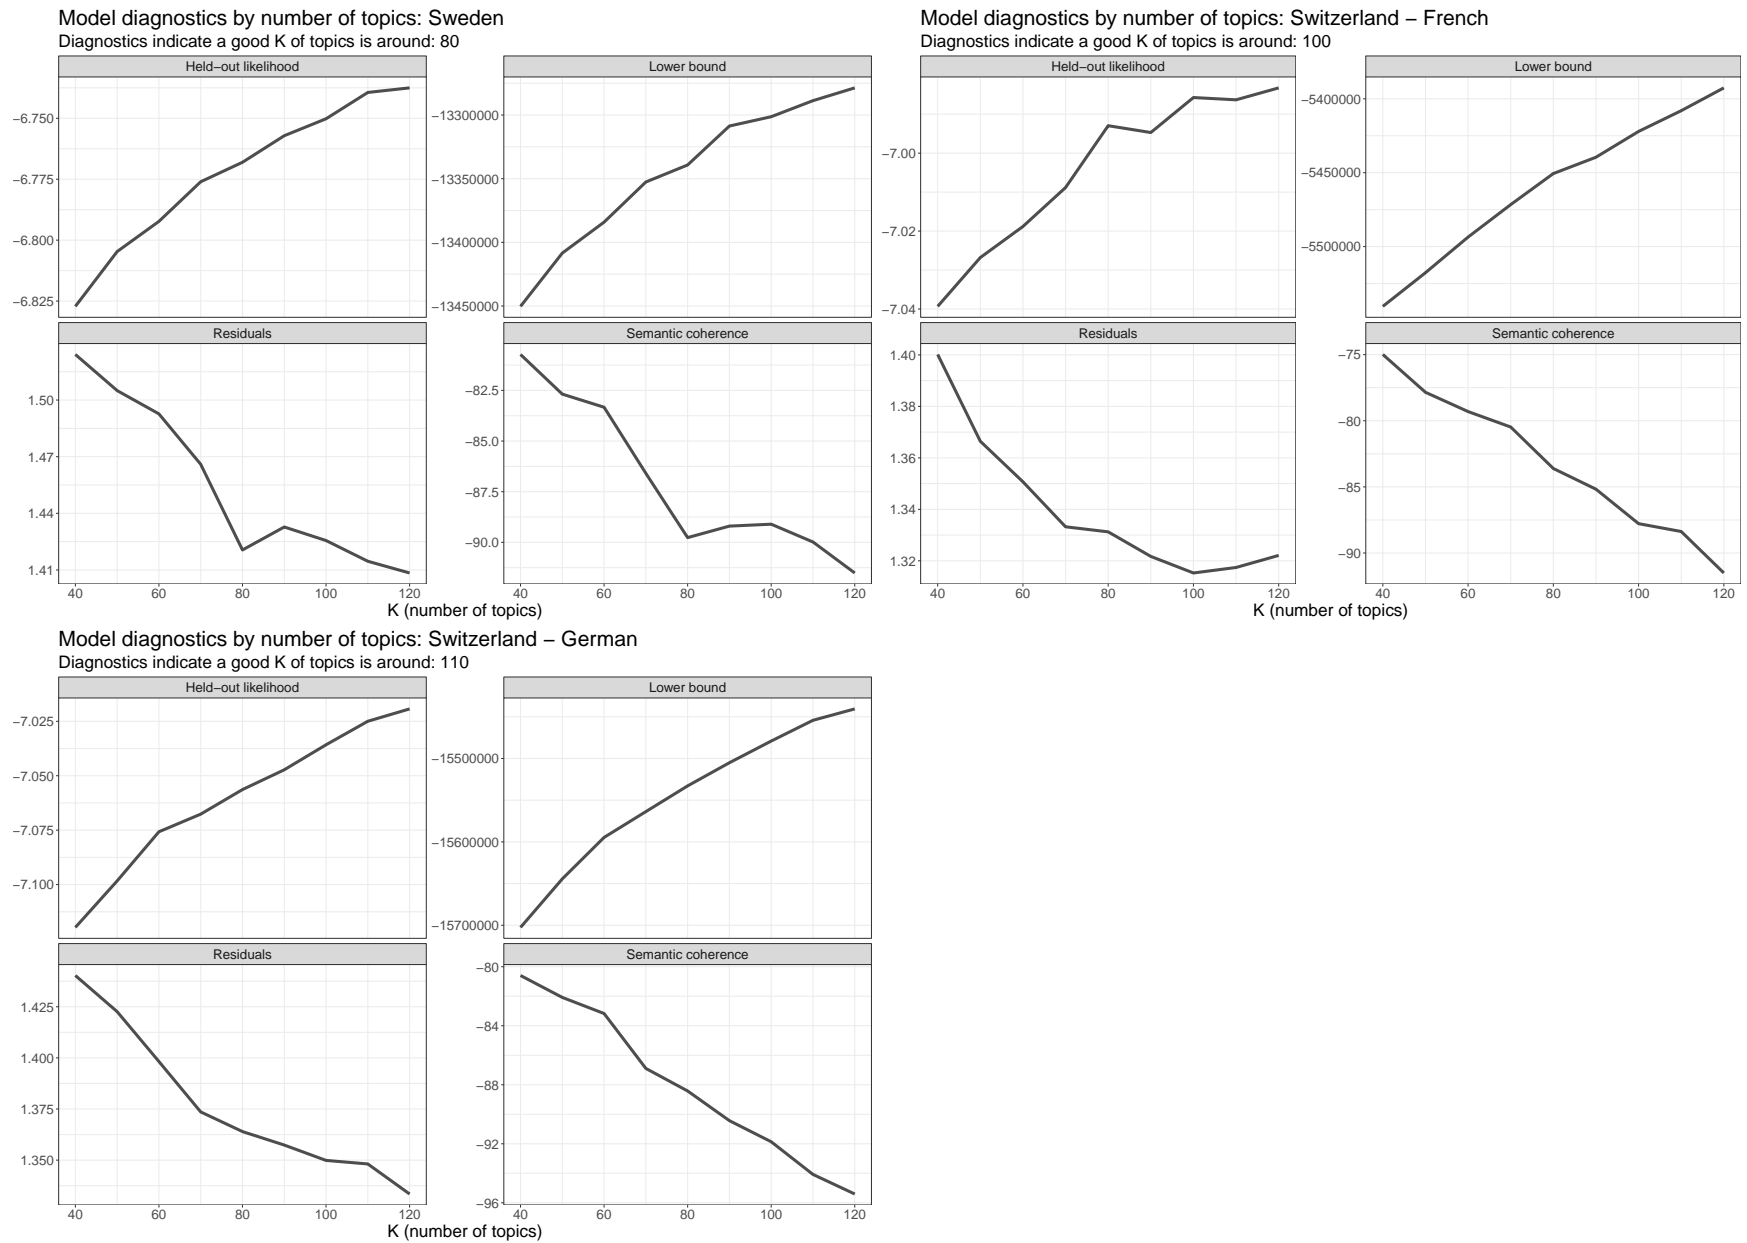 Model diagnostics by number of topics: Sweden
Diagnostics indicate a good K of topics is around: 80
Held−out likelihood
Lower bound
−6.750
−6.775
−6.800
−6.825
−13300000
−13350000
−13400000
−13450000
Residuals
Semantic coherence
1.50
1.47
1.44
1.41
−82.5
−85.0
−87.5
−90.0
40 60 80 100 120
40 60 80 100 120
K (number of topics)
Model diagnostics by number of topics: Switzerland − French
Diagnostics indicate a good K of topics is around: 100
Held−out likelihood
Lower bound
−7.00
−7.02
−7.04
−5400000
−5450000
−5500000
Residuals
Semantic coherence
1.40
1.38
1.36
1.34
1.32
−75
−80
−85
−90
40 60 80 100 120
40 60 80 100 120
K (number of topics)
Model diagnostics by number of topics: Switzerland − German
Diagnostics indicate a good K of topics is around: 110
Held−out likelihood
Lower bound
−7.025
−7.050
−7.075
−7.100
−15500000
−15600000
−15700000
Residuals
Semantic coherence
1.425
1.400
1.375
1.350
−80
−84
−88
−92
−96
40 60 80 100 120
40 60 80 100 120
K (number of topics)